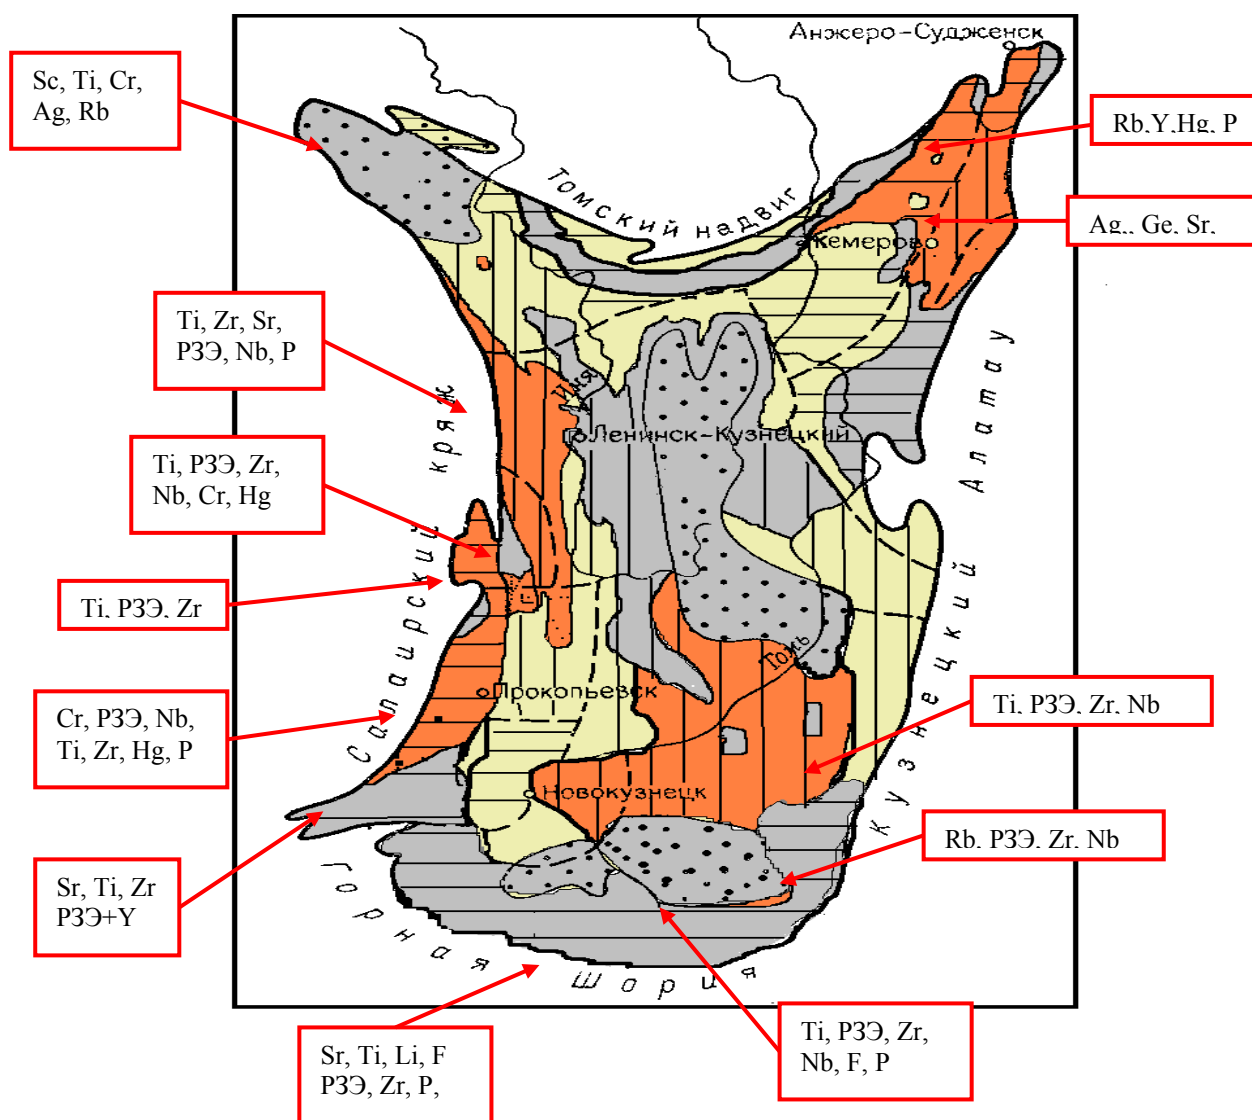 Анжеро-Судженск
Sc, Ti, Cr,
Ag, Rb
Rb,Y,Hg, P
Томский надвиг
Ag,, Ge, Sr,
Кемерово
Ti, Zr, Sr,
РЗЭ, Nb, P
Иня
Ленинск-Кузнецкий
Ti, РЗЭ, Zr,
Nb, Cr, Hg
Салаирский кряж
Кузнецкий Алатау
Ti, РЗЭ, Zr
Томь
Прокопьевск
Ti, РЗЭ, Zr, Nb
Cr, РЗЭ, Nb,
Ti, Zr, Hg, P
Новокузнецк
Rb, РЗЭ, Zr, Nb
Sr, Ti, Zr
РЗЭ+Y
Горная Шория
Ti, РЗЭ, Zr,
Nb, F, P
Sr, Ti, Li, F
РЗЭ, Zr, P,